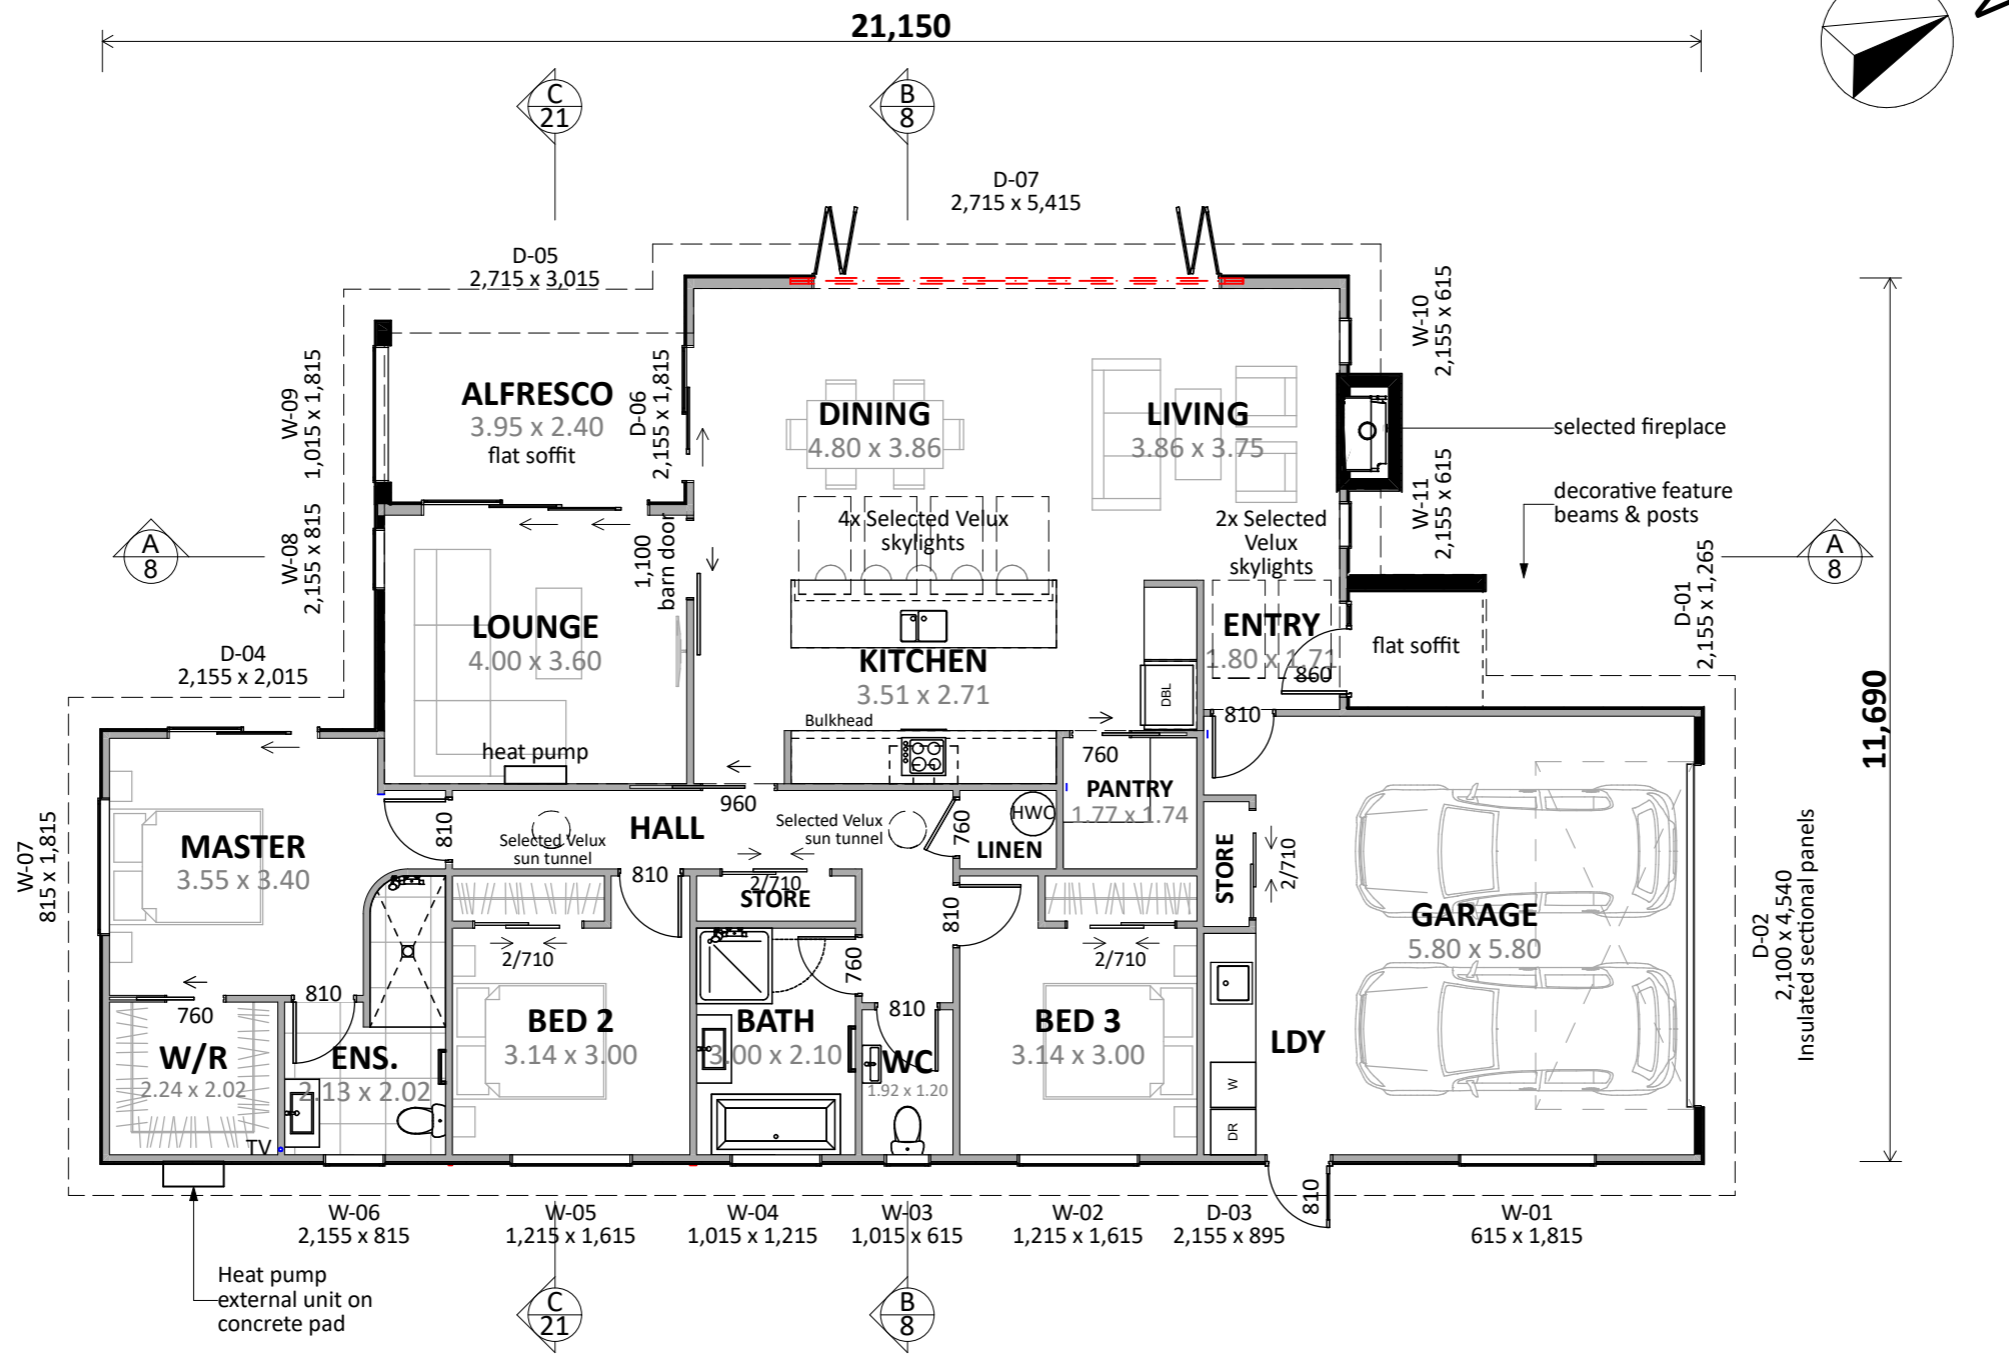 21,150
C
21
B
8
D-07
2,715 x 5,415
D-05
2,715 x 3,015
W-10
2,155 x 615
W-09
1,015 x 1,815
ALFRESCO
3.95 x 2.40
flat soffit
D-06
2,155 x 1,815
DINING
4.80 x 3.86
LIVING
3.86 x 3.75
selected fireplace
W-11
2,155 x 615
decorative feature
beams & posts
4x Selected Velux
skylights
2x Selected
Velux
skylights
A
8
W-08
2,155 x 815
1,100
barn door
A
8
D-01
2,155 x 1,265
LOUNGE
4.00 x 3.60
ENTRY
1.80 x 1.71
860
flat soffit
D-04
2,155 x 2,015
KITCHEN
3.51 x 2.71
DBL
810
11,690
Bulkhead
heat pump
760
PANTRY
1.77 x 1.74
960
HALL
Selected Velux
sun tunnel
Selected Velux
sun tunnel
810
760
HWC
LINEN
W-07
815 x 1,815
MASTER
3.55 x 3.40
810
2/710
STORE
STORE
2/710
810
GARAGE
5.80 x 5.80
D-02
2,100 x 4,540
Insulated sectional panels
2/710
760
2/710
760
810
810
W/R
2.24 x 2.02
ENS.
2.13 x 2.02
BED 2
3.14 x 3.00
BATH
3.00 x 2.10
WC
1.92 x 1.20
BED 3
3.14 x 3.00
LDY
W
DR
TV
810
W-06
2,155 x 815
W-05
1,215 x 1,615
W-04
1,015 x 1,215
W-03
1,015 x 615
W-02
1,215 x 1,615
D-03
2,155 x 895
W-01
615 x 1,815
Heat pump
external unit on
concrete pad
C
21
B
8